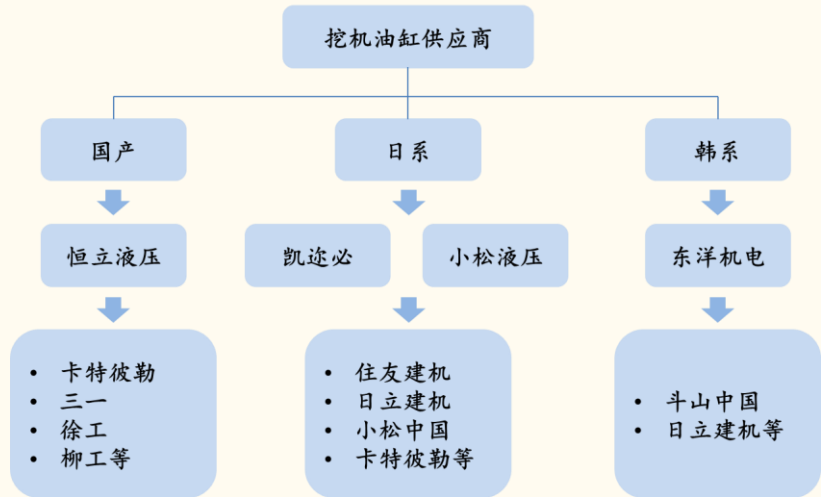 挖机油缸供应商
国产
日系
韩系
恒立液压
凯迩必
小松液压
东洋机电
• 卡特彼勒
• 三一
• 徐工
• 柳工等
• 住友建机
• 日立建机
• 小松中国
• 卡特彼勒等
• 斗山中国
• 日立建机等